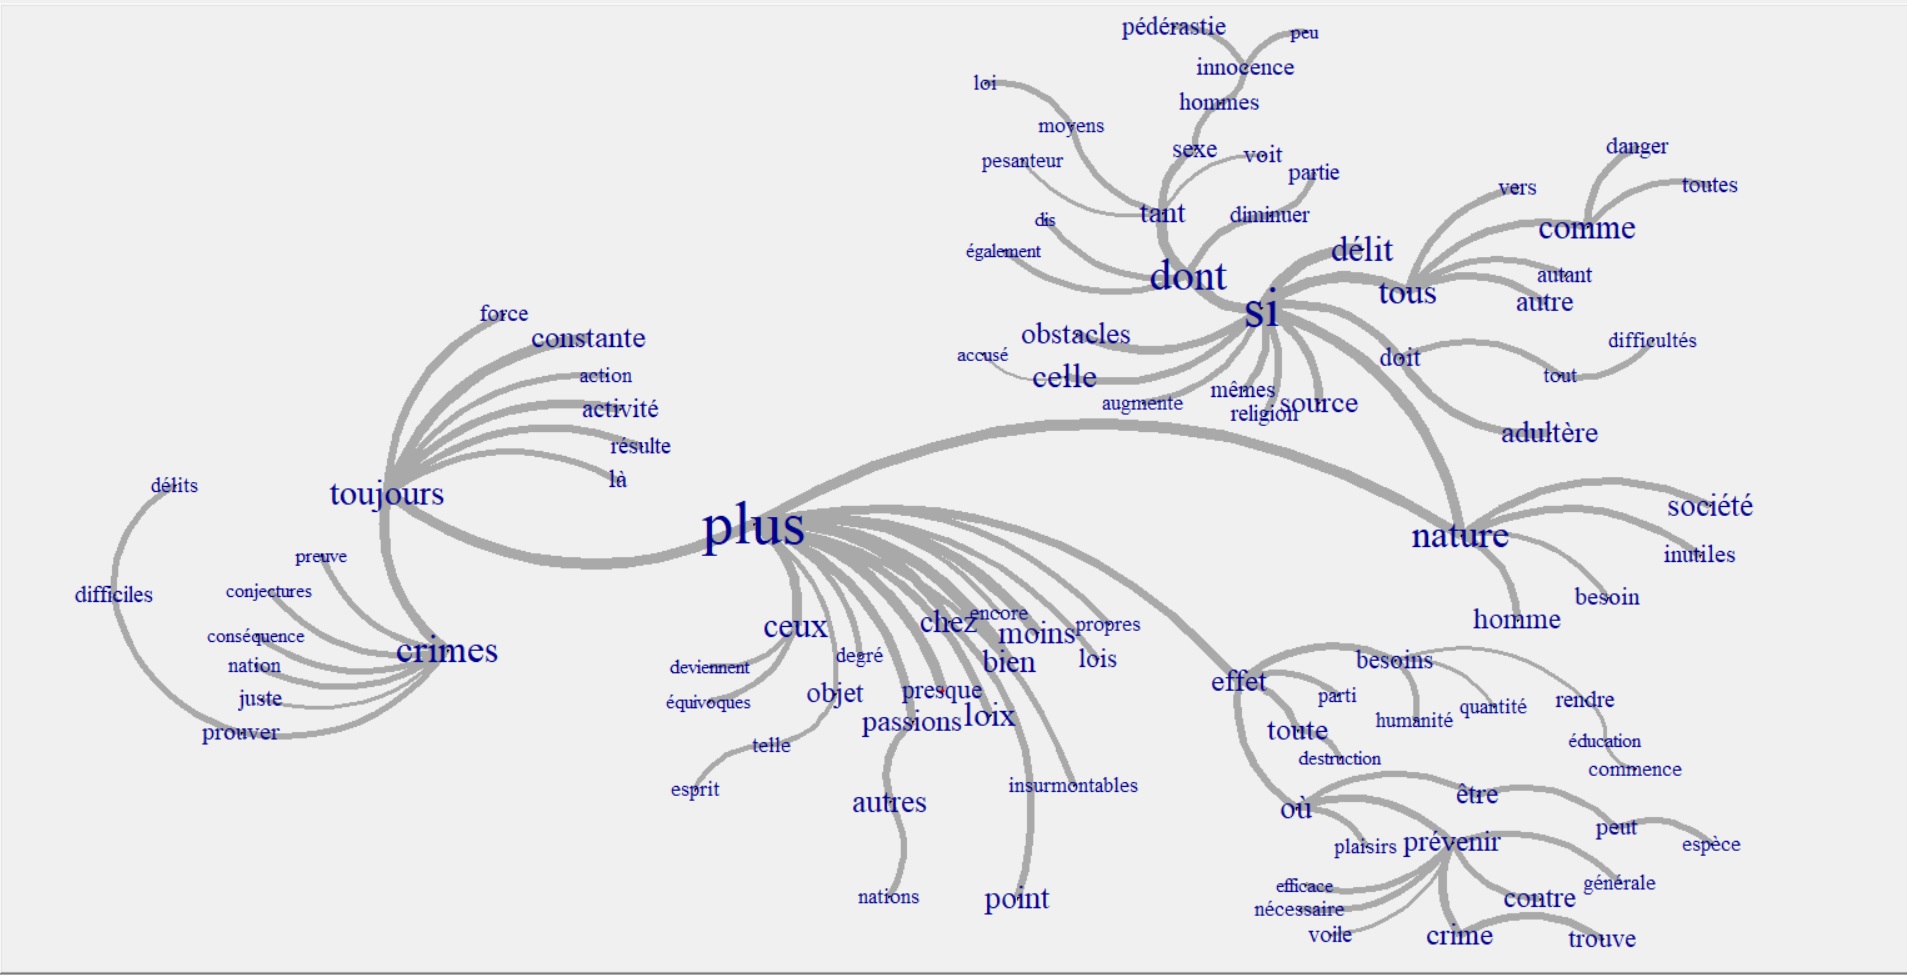 pédérastie
peu
innocence
loi
hommes
moyens
danger
sexe
voit
pesanteur
partie
toutes
vers
tant
diminuer
dis
comme
également
délit
dont
autant
tous
autre
si
force
obstacles
constante
difficultés
accusé
doit
action
celle
tout
mêmes
augmente
source
activité
religion
adultère
résulte
là
délits
toujours
société
plus
nature
inutiles
preuve
conjectures
difficiles
besoin
encore
homme
chez
propres
ceux
moins
conséquence
crimes
degré
lois
bien
besoins
nation
deviennent
effet
presque
objet
parti
juste
équivoques
rendre
quantité
loix
passions
humanité
toute
prouver
éducation
telle
destruction
commence
insurmontables
esprit
être
autres
où
peut
prévenir
espèce
plaisirs
générale
efficace
nations
point
contre
nécessaire
voile
crime
trouve